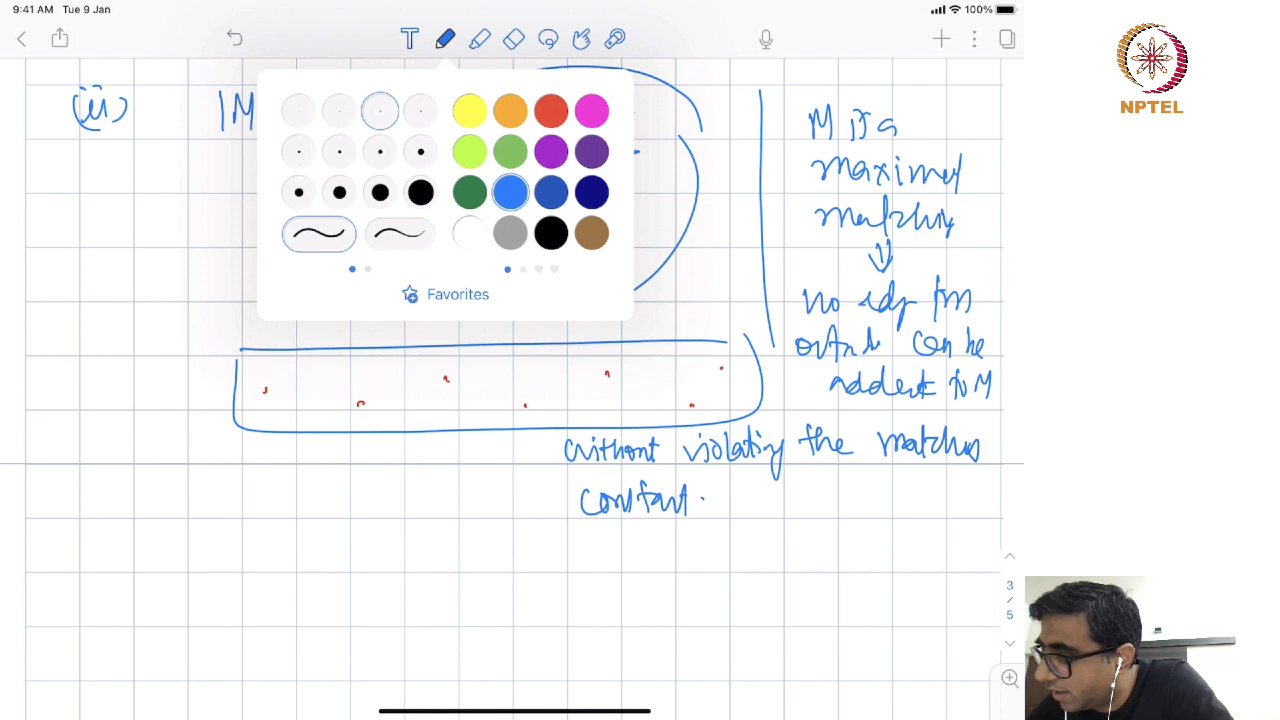 9:41 AM Tue 9 Jan
100%
NPTEL
(iii) |M
M is a
maximal
matching
⇓
no edge from
outside can be
added to M
without violating the matching
constraint.
Favorites
3
/
5